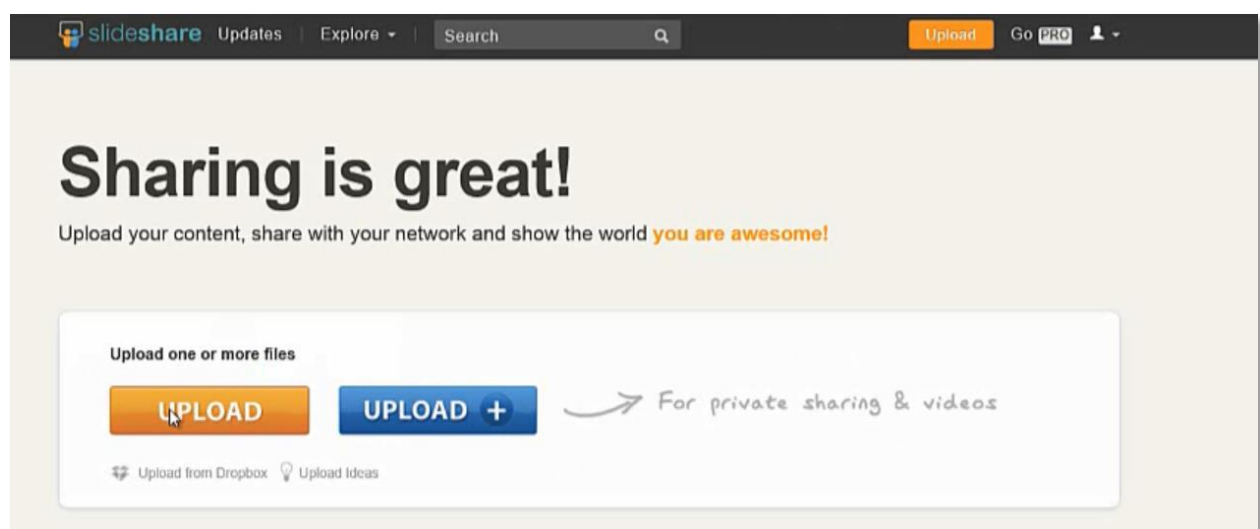 slideshare Updates Explore Search Upload Go PRO
Sharing is great!
Upload your content, share with your network and show the world you are awesome!
Upload one or more files
UPLOAD UPLOAD + For private sharing & videos
Upload from Dropbox Upload Ideas